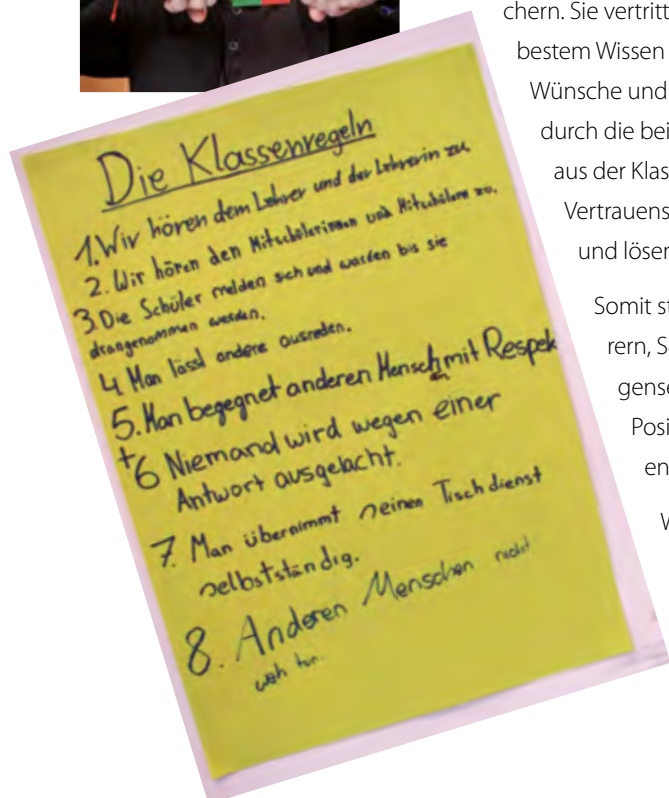 Die Klassenregeln
1. Wir hören dem Lehrer und der Lehrerin zu.
2. Wir hören den Mitschülerinnen und Mitschülern zu.
3. Die Schüler melden sich und warten bis sie
drangenommen werden.
4 Man lässt andere ausreden.
5. Man begegnet anderen Mensch mit Respek
t
6 Niemand wird wegen einer
Antwort ausgelacht.
7. Man übernimmt seinen Tischdienst
selbstständig.
8. Anderen Menschen nicht
weh tun.
chern. Sie vertritt
bestem Wissen
Wünsche und
durch die bei
aus der Klas
Vertrauens
und löser
Somit st
rern, S
gense
Posi
en
W